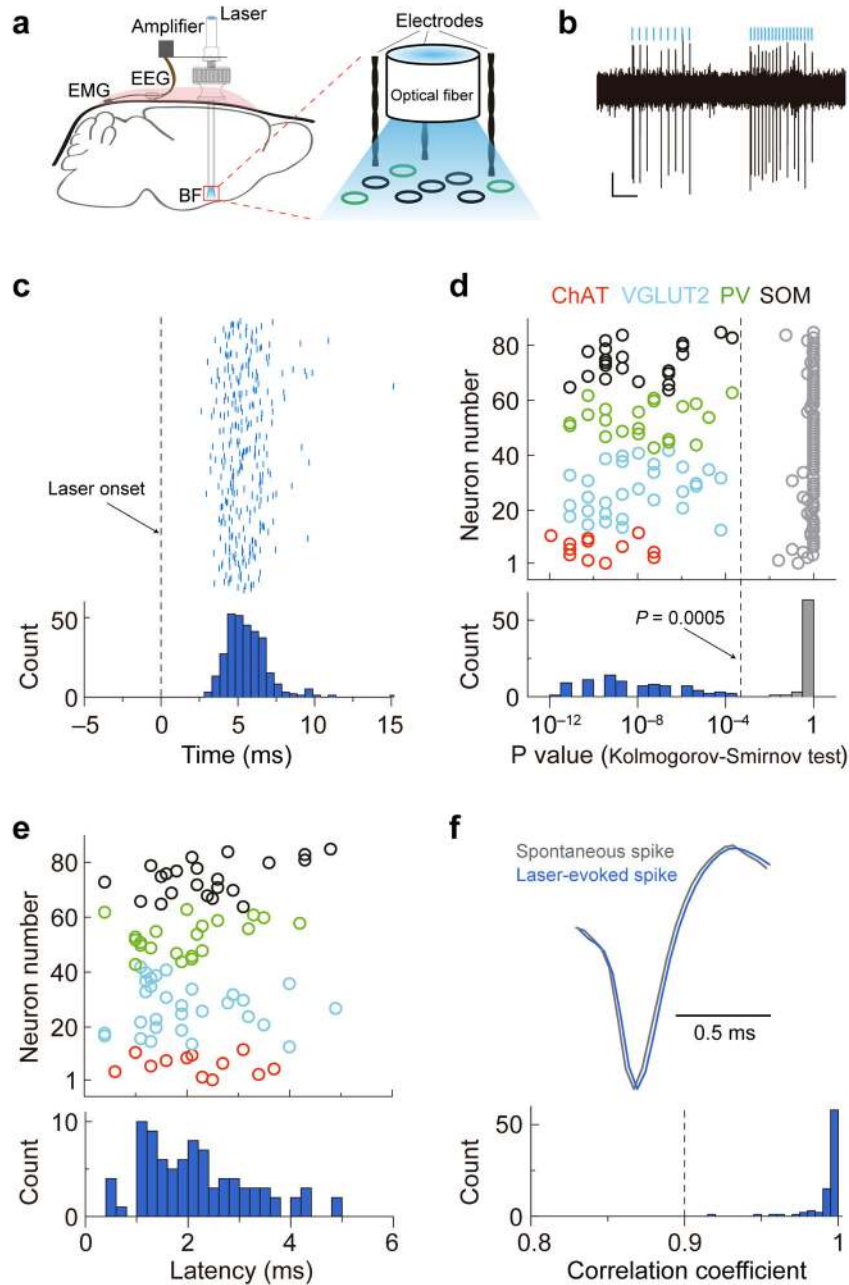 a
Laser
Amplifier
EEG
EMG
BF
Electrodes
Optical fiber
b
c
Laser onset
Count
50
0
−5
0
5
10
15
Time (ms)
d
ChAT VGLUT2 PV SOM
Neuron number
80
60
40
20
1
P = 0.0005
Count
50
0
10−12
10−8
10−4
1
P value (Kolmogorov-Smirnov test)
e
Neuron number
80
60
40
20
1
Count
10
0
0
2
4
6
Latency (ms)
f
Spontaneous spike
Laser-evoked spike
0.5 ms
Count
50
0
0.8
0.9
1
Correlation coefficient